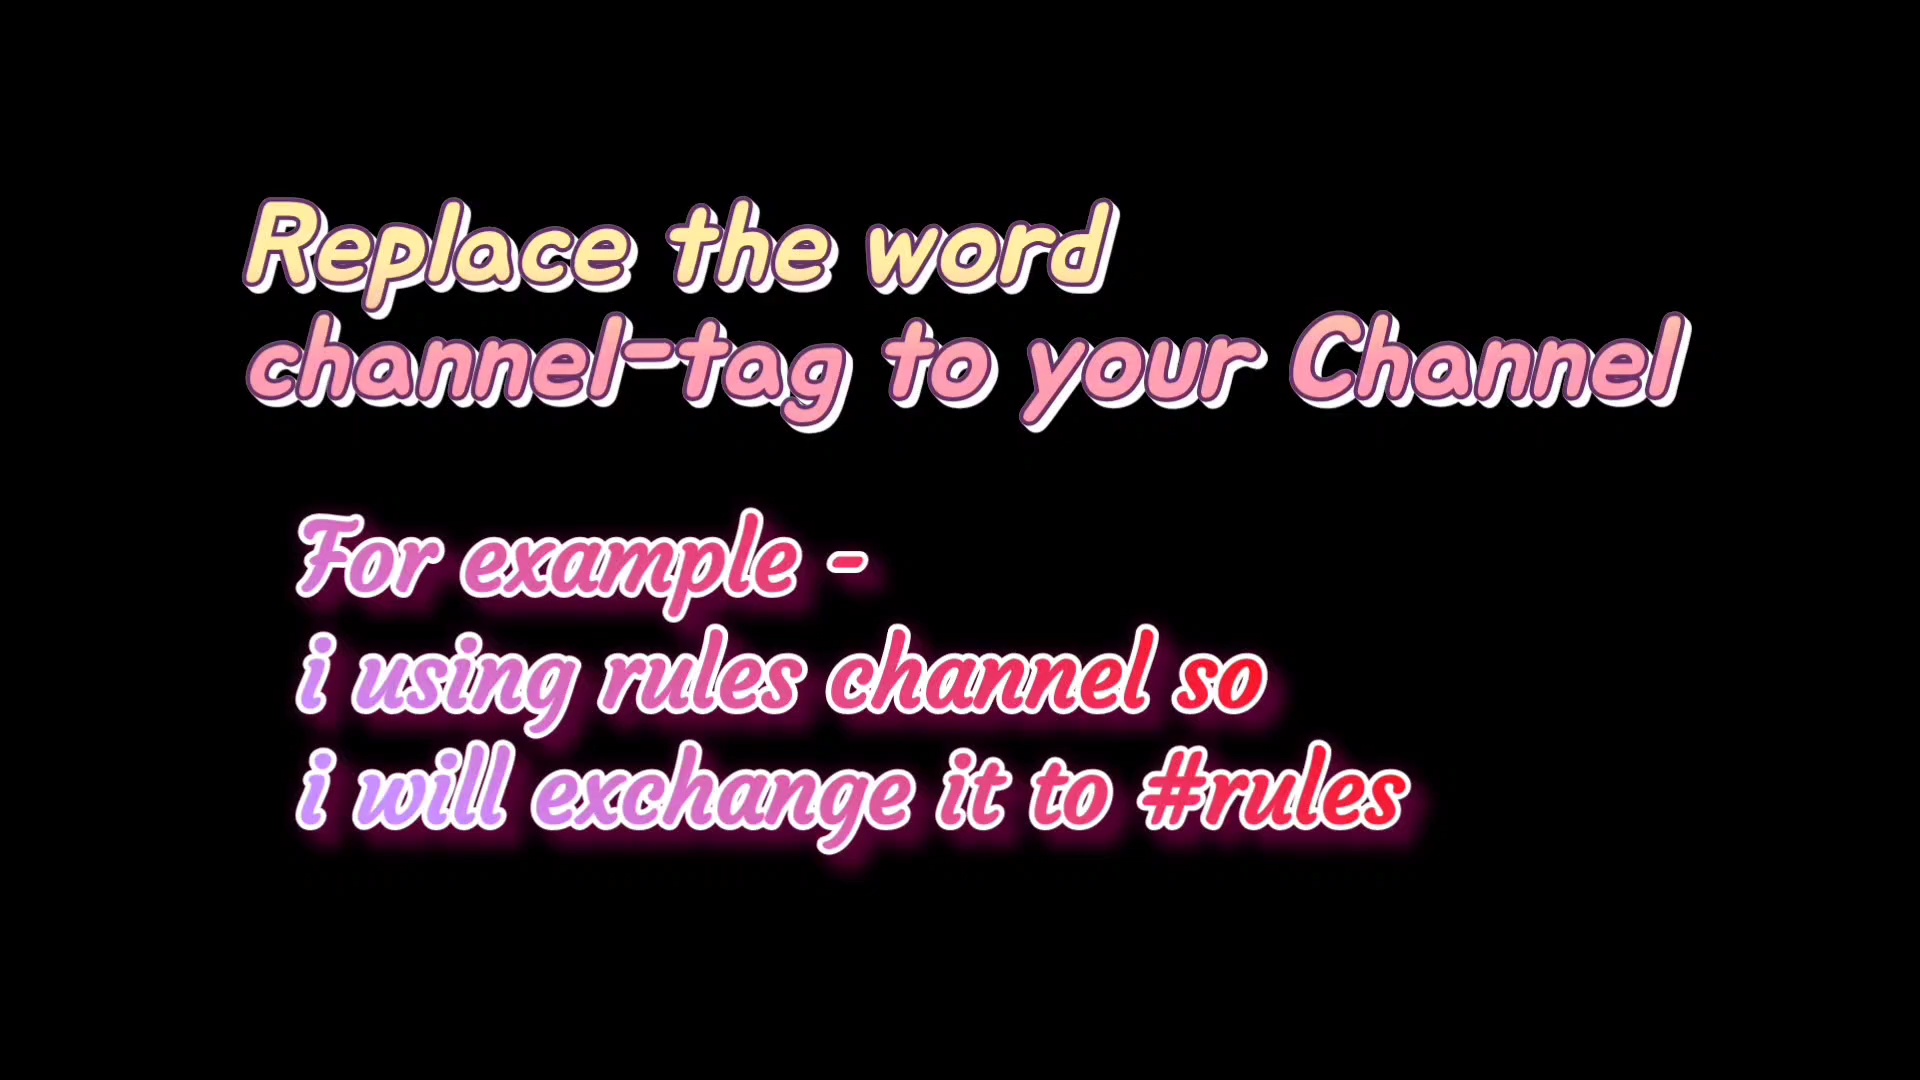 Replace the word
channel-tag to your Channel
For example -
i using rules channel so
i will exchange it to #rules